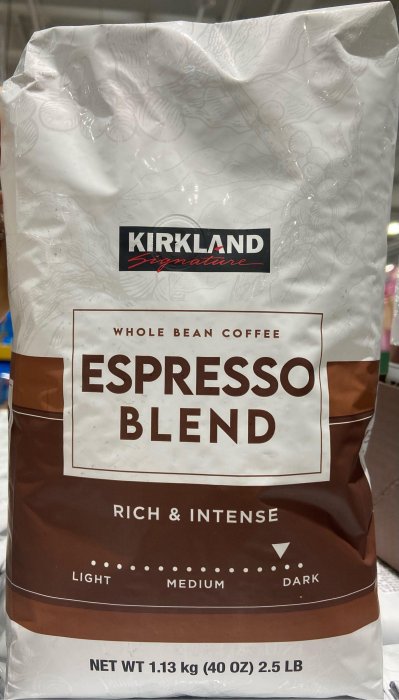 KIRKLAND
Signature
WHOLE BEAN COFFEE
ESPRESSO
BLEND
RICH & INTENSE
LIGHT MEDIUM DARK
NET WT 1.13 kg (40 OZ) 2.5 LB